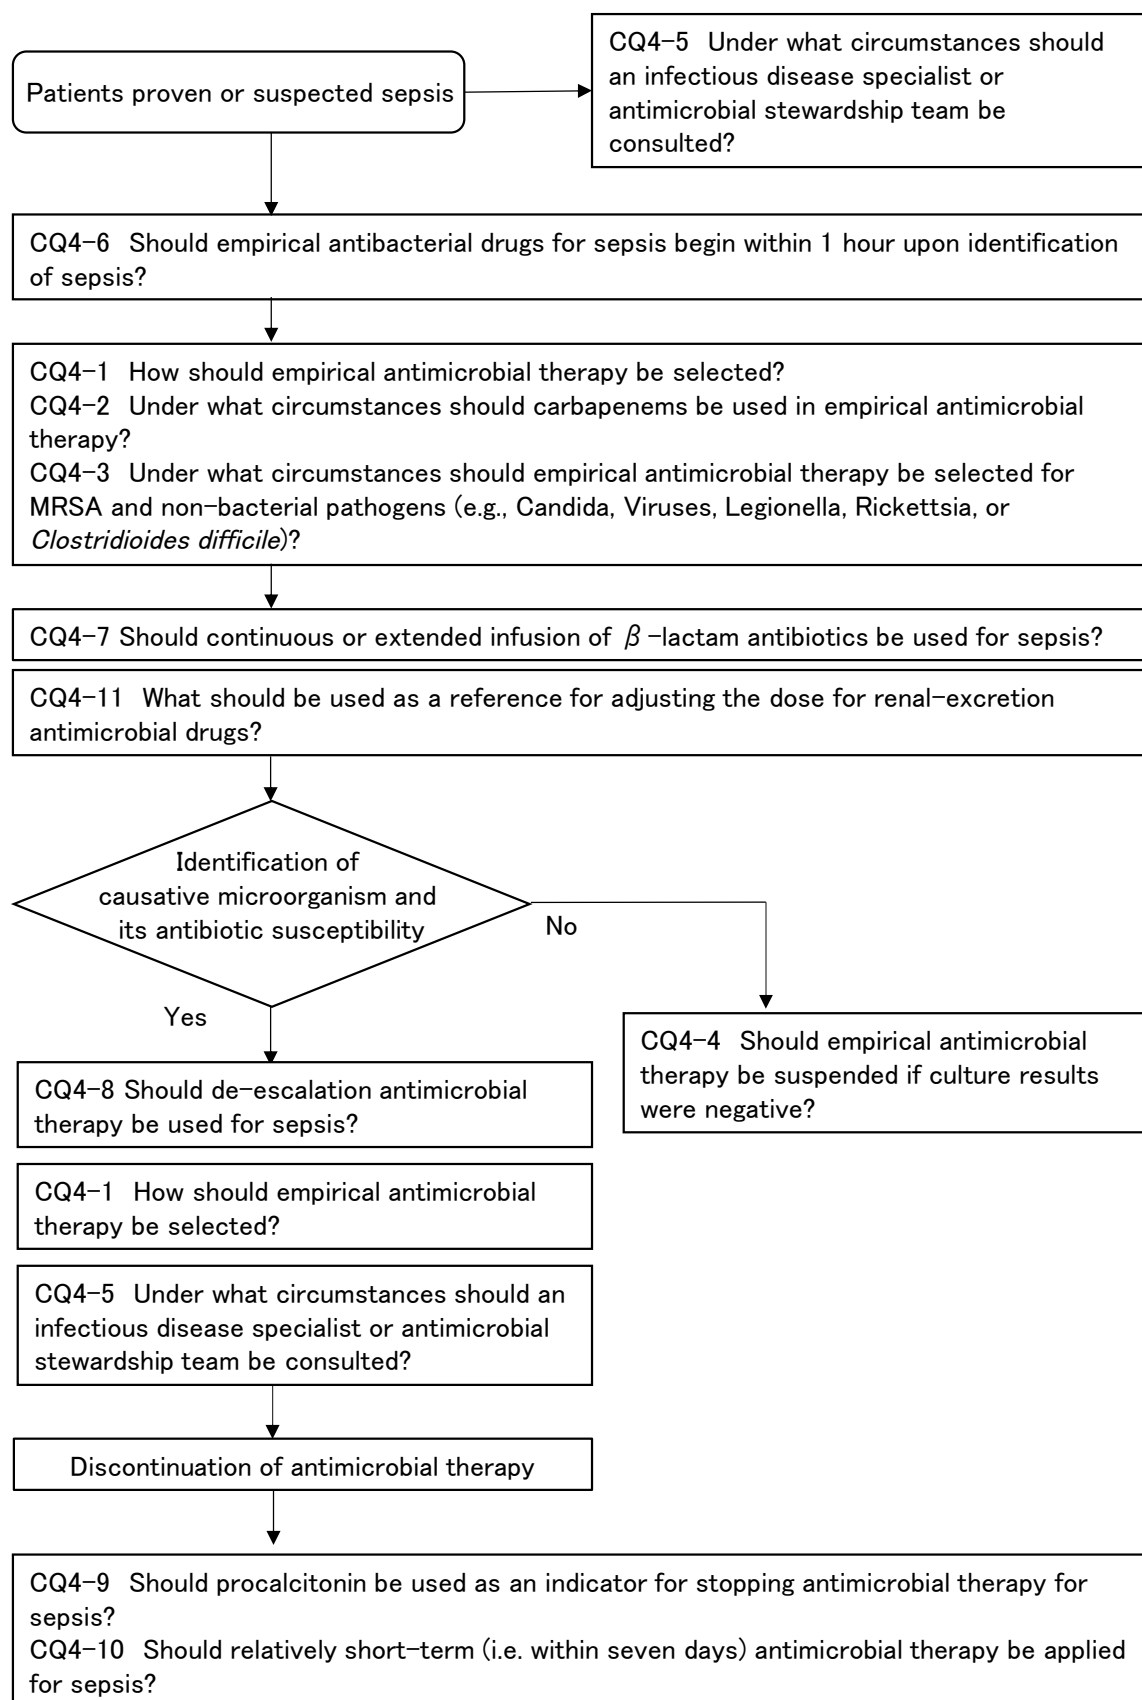 Patients proven or suspected sepsis
CQ4-5 Under what circumstances should
an infectious disease specialist or
antimicrobial stewardship team be
consulted?
CQ4-6 Should empirical antibacterial drugs for sepsis begin within 1 hour upon identification
of sepsis?
CQ4-1 How should empirical antimicrobial therapy be selected?
CQ4-2 Under what circumstances should carbapenems be used in empirical antimicrobial
therapy?
CQ4-3 Under what circumstances should empirical antimicrobial therapy be selected for
MRSA and non-bacterial pathogens (e.g., Candida, Viruses, Legionella, Rickettsia, or
Clostridioides difficile)?
CQ4-7 Should continuous or extended infusion of β-lactam antibiotics be used for sepsis?
CQ4-11 What should be used as a reference for adjusting the dose for renal-excretion
antimicrobial drugs?
Identification of
causative microorganism and
its antibiotic susceptibility
No
Yes
CQ4-4 Should empirical antimicrobial
therapy be suspended if culture results
were negative?
CQ4-8 Should de-escalation antimicrobial
therapy be used for sepsis?
CQ4-1 How should empirical antimicrobial
therapy be selected?
CQ4-5 Under what circumstances should an
infectious disease specialist or antimicrobial
stewardship team be consulted?
Discontinuation of antimicrobial therapy
CQ4-9 Should procalcitonin be used as an indicator for stopping antimicrobial therapy for
sepsis?
CQ4-10 Should relatively short-term (i.e. within seven days) antimicrobial therapy be applied
for sepsis?